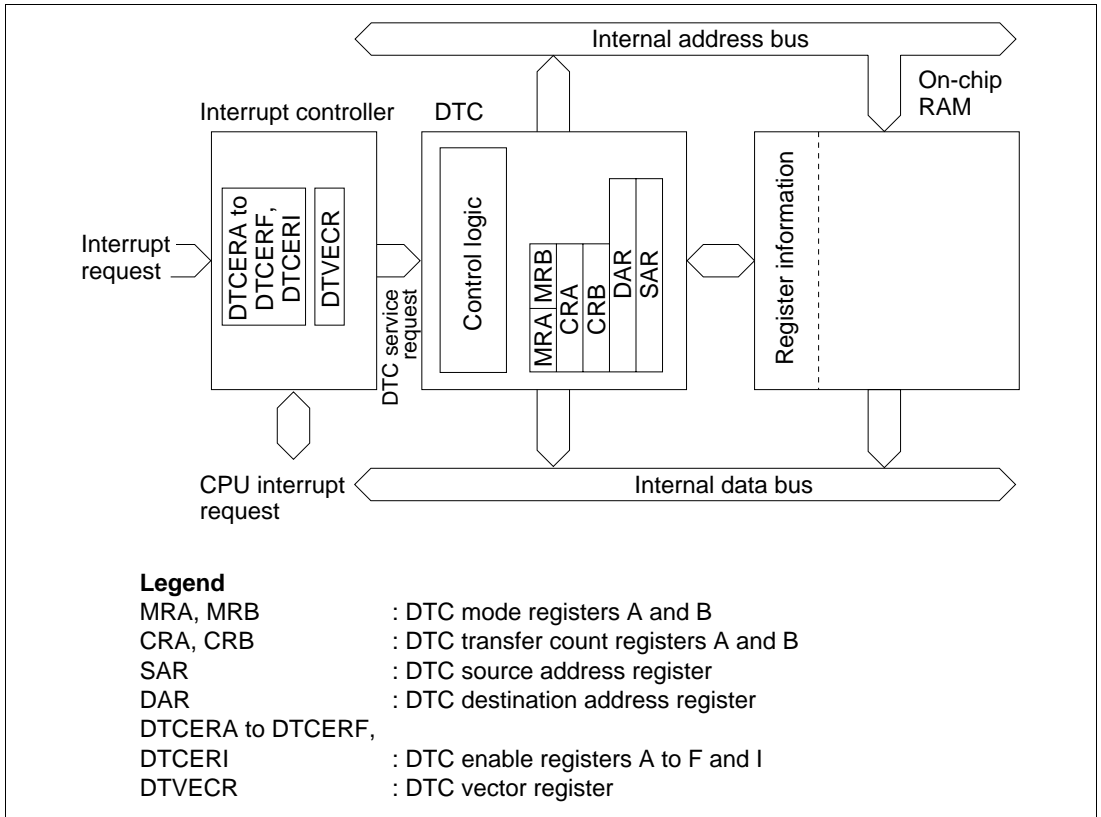 Internal address bus
On-chip
RAM
Interrupt controller
DTC
Interrupt
request
DTCERA to
DTCERF,
DTCERI
DTVECR
DTC service
request
Control logic
MRA
MRB
CRA
CRB
DAR
SAR
Register information
CPU interrupt
request
Internal data bus
Legend
MRA, MRB : DTC mode registers A and B
CRA, CRB : DTC transfer count registers A and B
SAR : DTC source address register
DAR : DTC destination address register
DTCERA to DTCERF,
DTCERI : DTC enable registers A to F and I
DTVECR : DTC vector register